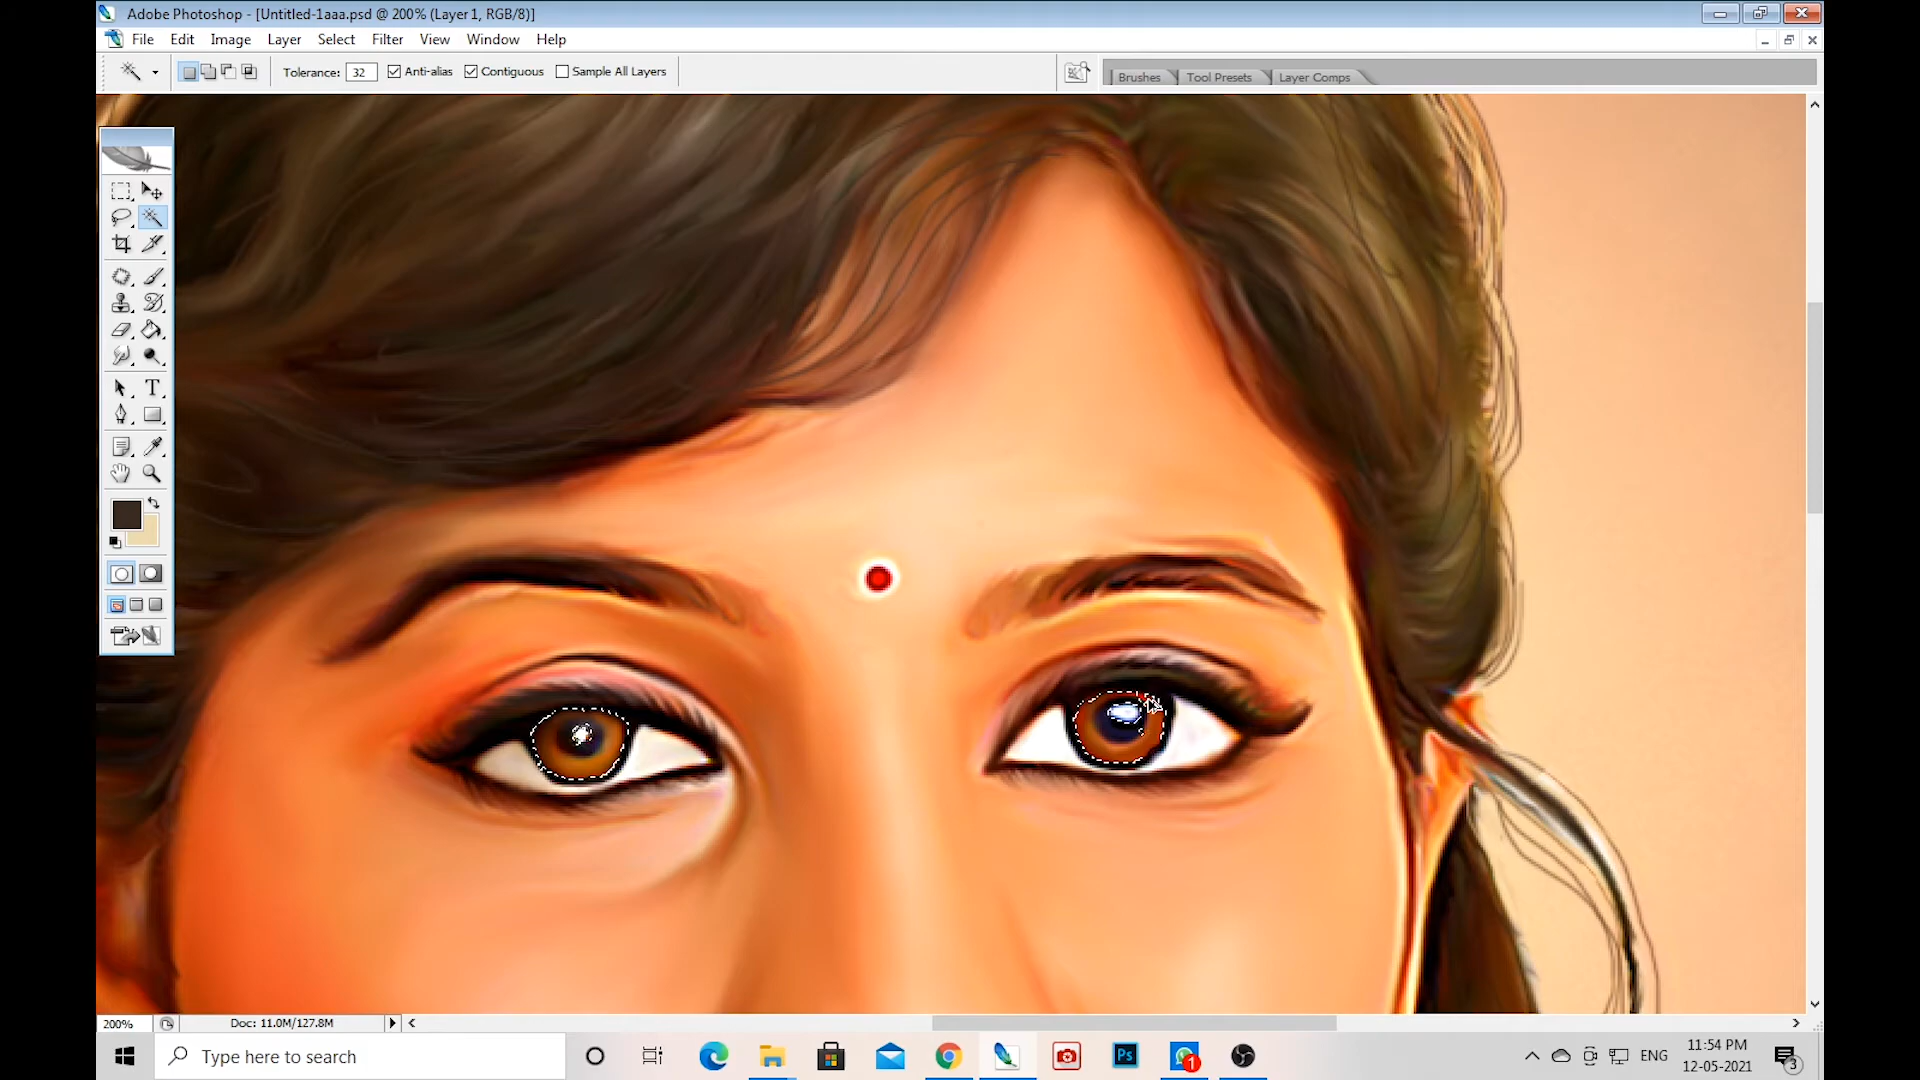 Adobe Photoshop - [Untitled-1aaa.psd @ 200% (Layer 1, RGB/8)]
File Edit Image Layer Select Filter View Window Help
Tolerance: 32 Anti-alias Contiguous Sample All Layers
Brushes Tool Presets Layer Comps
T
200% Doc: 11.0M/127.8M
Type here to search
Ps
1
ENG
11:54 PM
12-05-2021
3